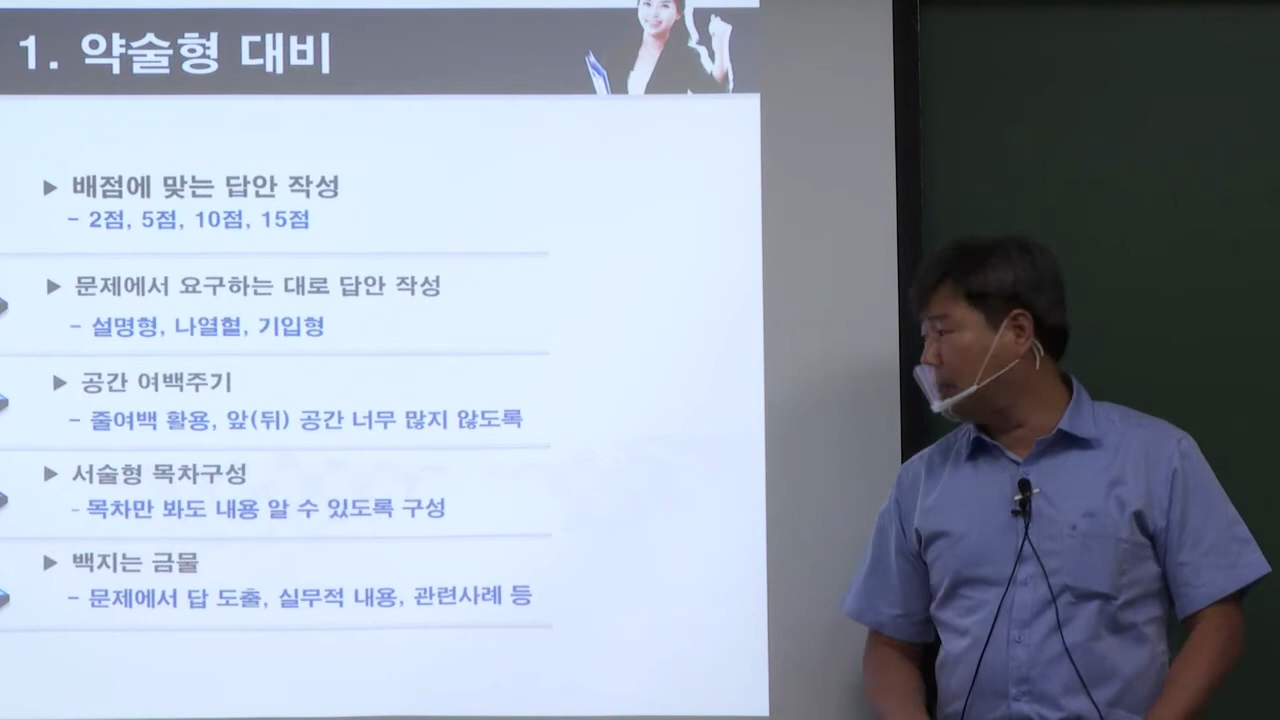 1. 약술형 대비
▶ 배점에 맞는 답안 작성
- 2점, 5점, 10점, 15점
▶ 문제에서 요구하는 대로 답안 작성
- 설명형, 나열혈, 기입형
▶ 공간 여백주기
- 줄여백 활용, 앞(뒤) 공간 너무 많지 않도록
▶ 서술형 목차구성
- 목차만 봐도 내용 알 수 있도록 구성
▶ 백지는 금물
- 문제에서 답 도출, 실무적 내용, 관련사례 등